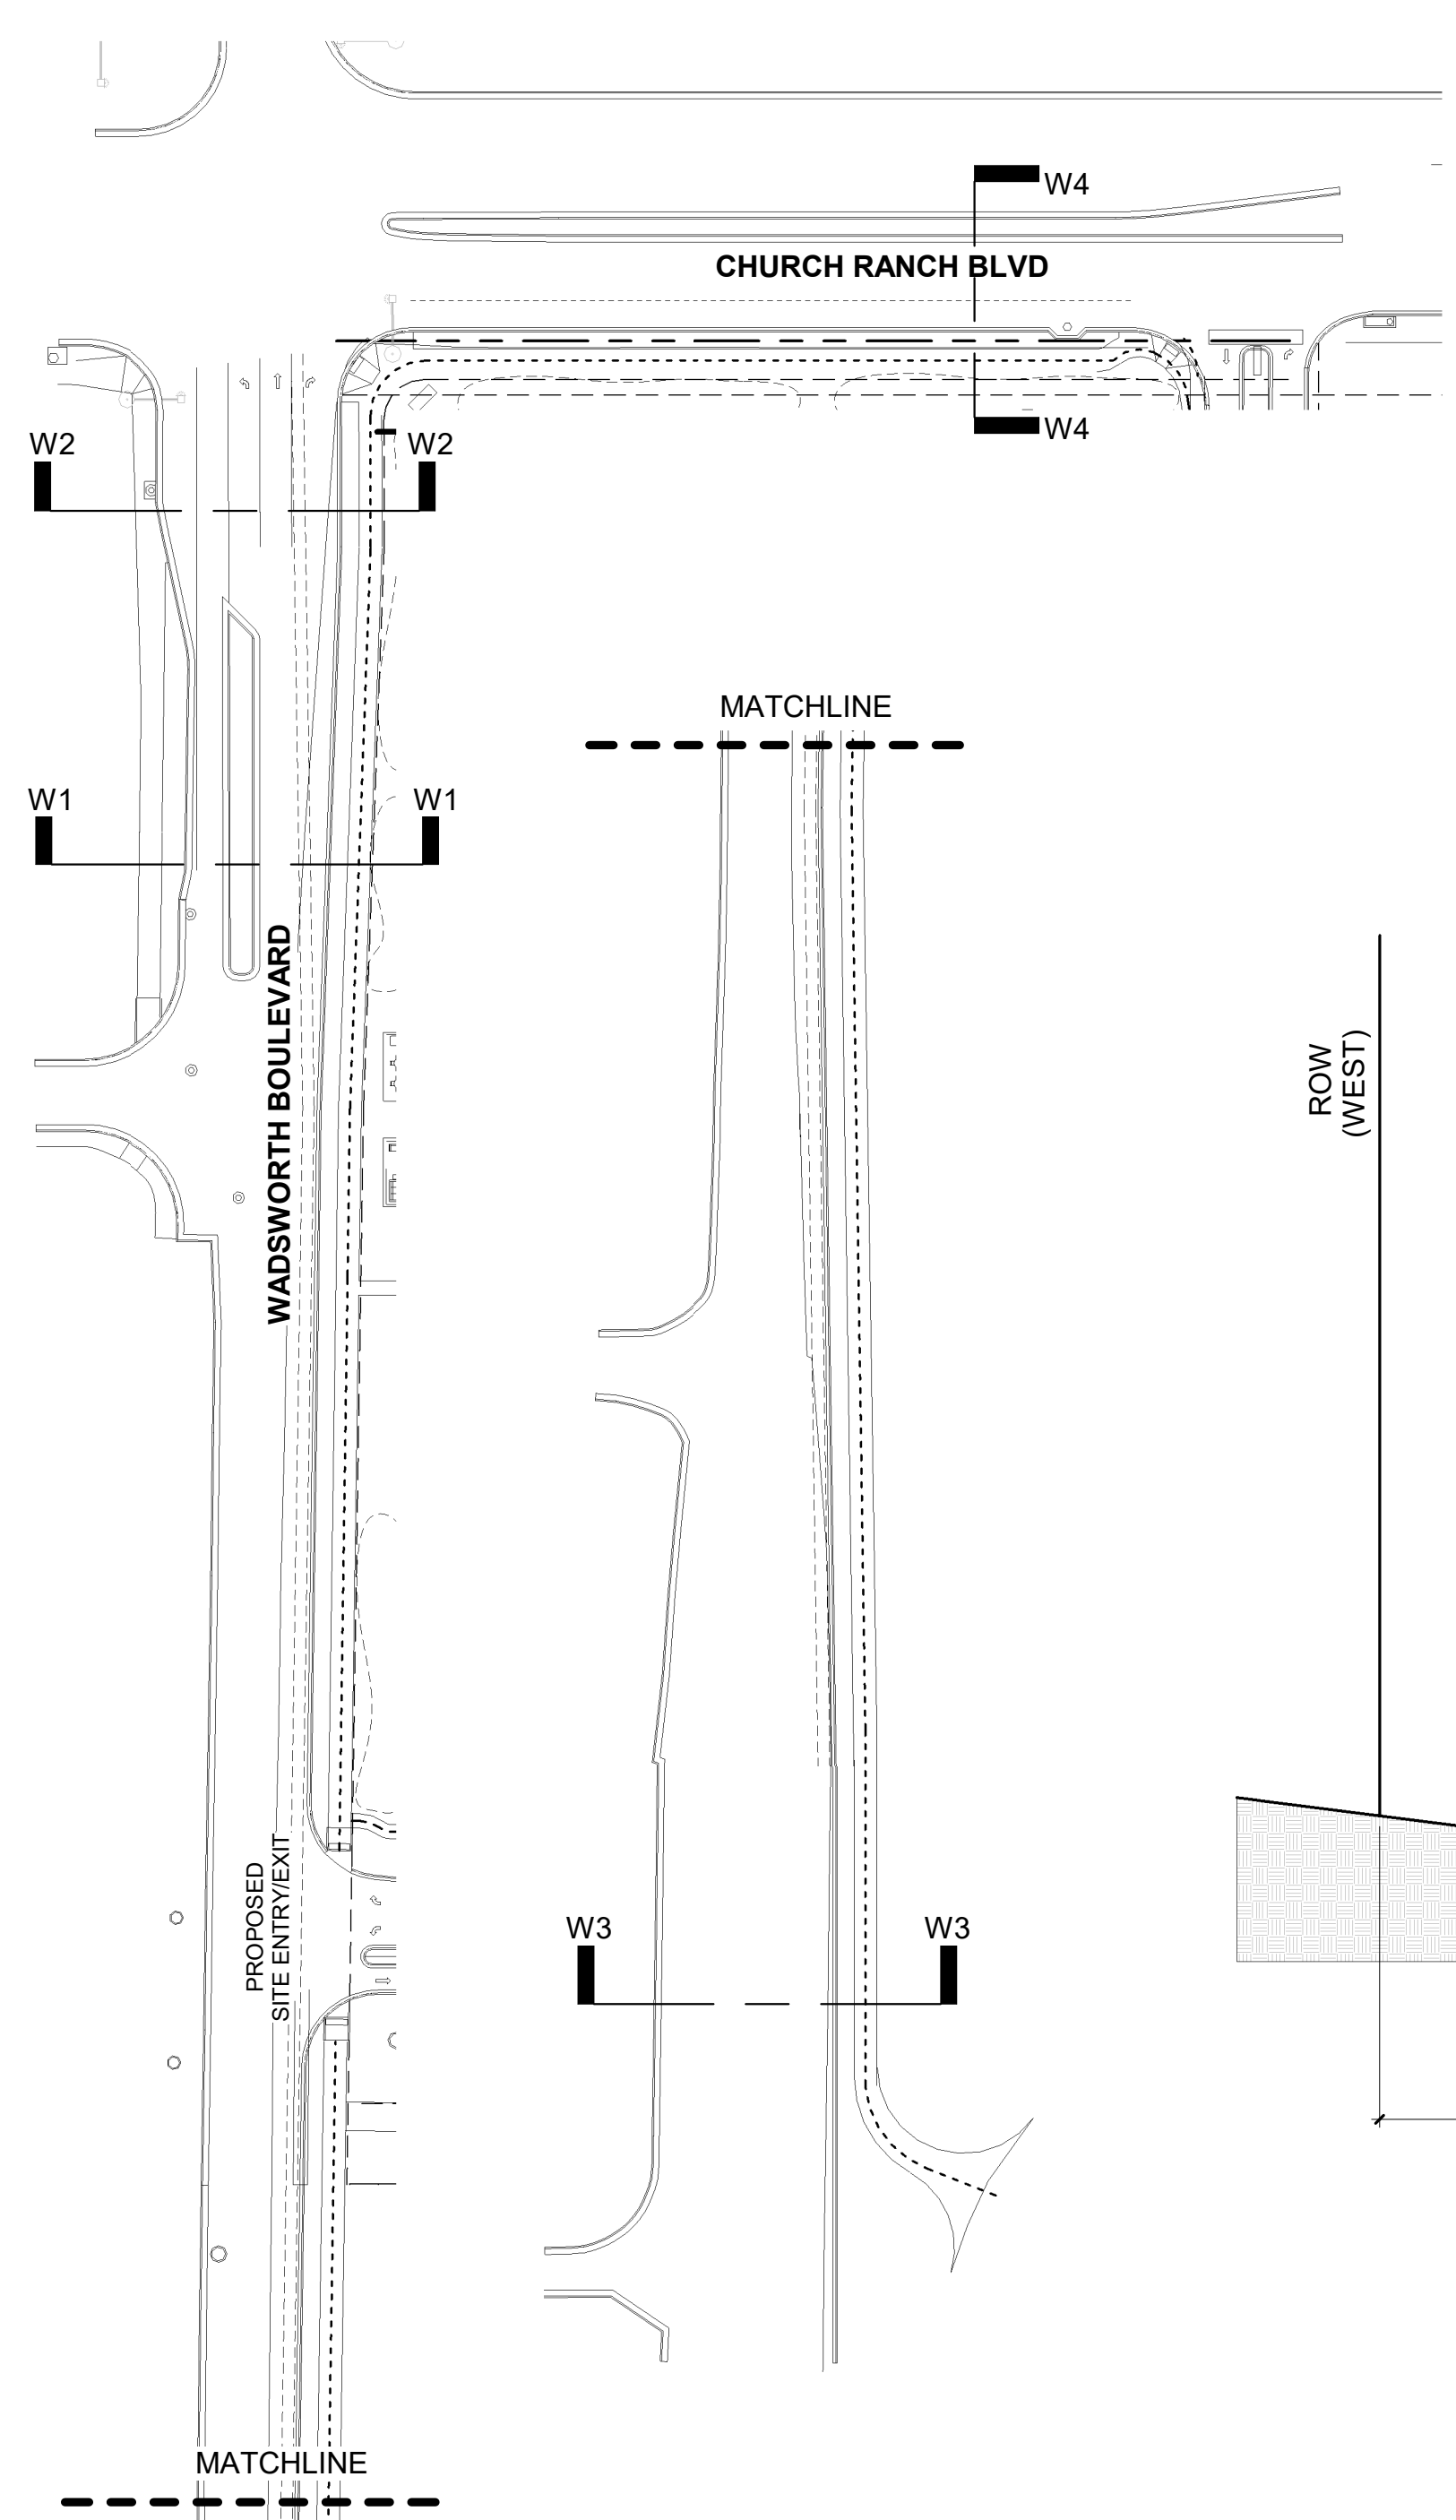 W4
CHURCH RANCH BLVD
W4
W2
W2
MATCHLINE
W1
W1
WADSWORTH BOULEVARD
ROW
(WEST)
PROPOSED
SITE ENTRY/EXIT
W3
W3
MATCHLINE